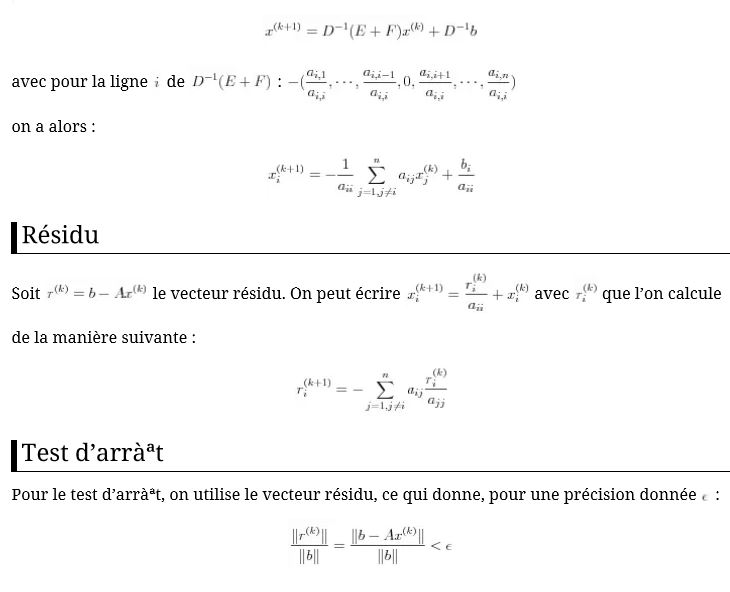 x^{(k+1)} = D^{-1}(E + F)x^{(k)} + D^{-1}b
avec pour la ligne i de D^{-1}(E + F) : -(\frac{a_{i,1}}{a_{i,i}}, \cdots, \frac{a_{i,i-1}}{a_{i,i}}, 0, \frac{a_{i,i+1}}{a_{i,i}}, \cdots, \frac{a_{i,n}}{a_{i,i}})
on a alors :
x_i^{(k+1)} = -\frac{1}{a_{ii}} \sum_{j=1,j\neq i}^{n} a_{ij}x_j^{(k)} + \frac{b_i}{a_{ii}}
Résidu
Soit r^{(k)} = b - Ax^{(k)} le vecteur résidu. On peut écrire x_i^{(k+1)} = \frac{r_i^{(k)}}{a_{ii}} + x_i^{(k)} avec r_i^{(k)} que l’on calcule
de la manière suivante :
r_i^{(k+1)} = -\sum_{j=1,j\neq i}^{n} a_{ij}\frac{r_i^{(k)}}{a_{jj}}
Test d’arràªt
Pour le test d’arràªt, on utilise le vecteur résidu, ce qui donne, pour une précision donnée ϵ :
\frac{\|r^{(k)}\|}{\|b\|} = \frac{\|b - Ax^{(k)}\|}{\|b\|} < ϵ